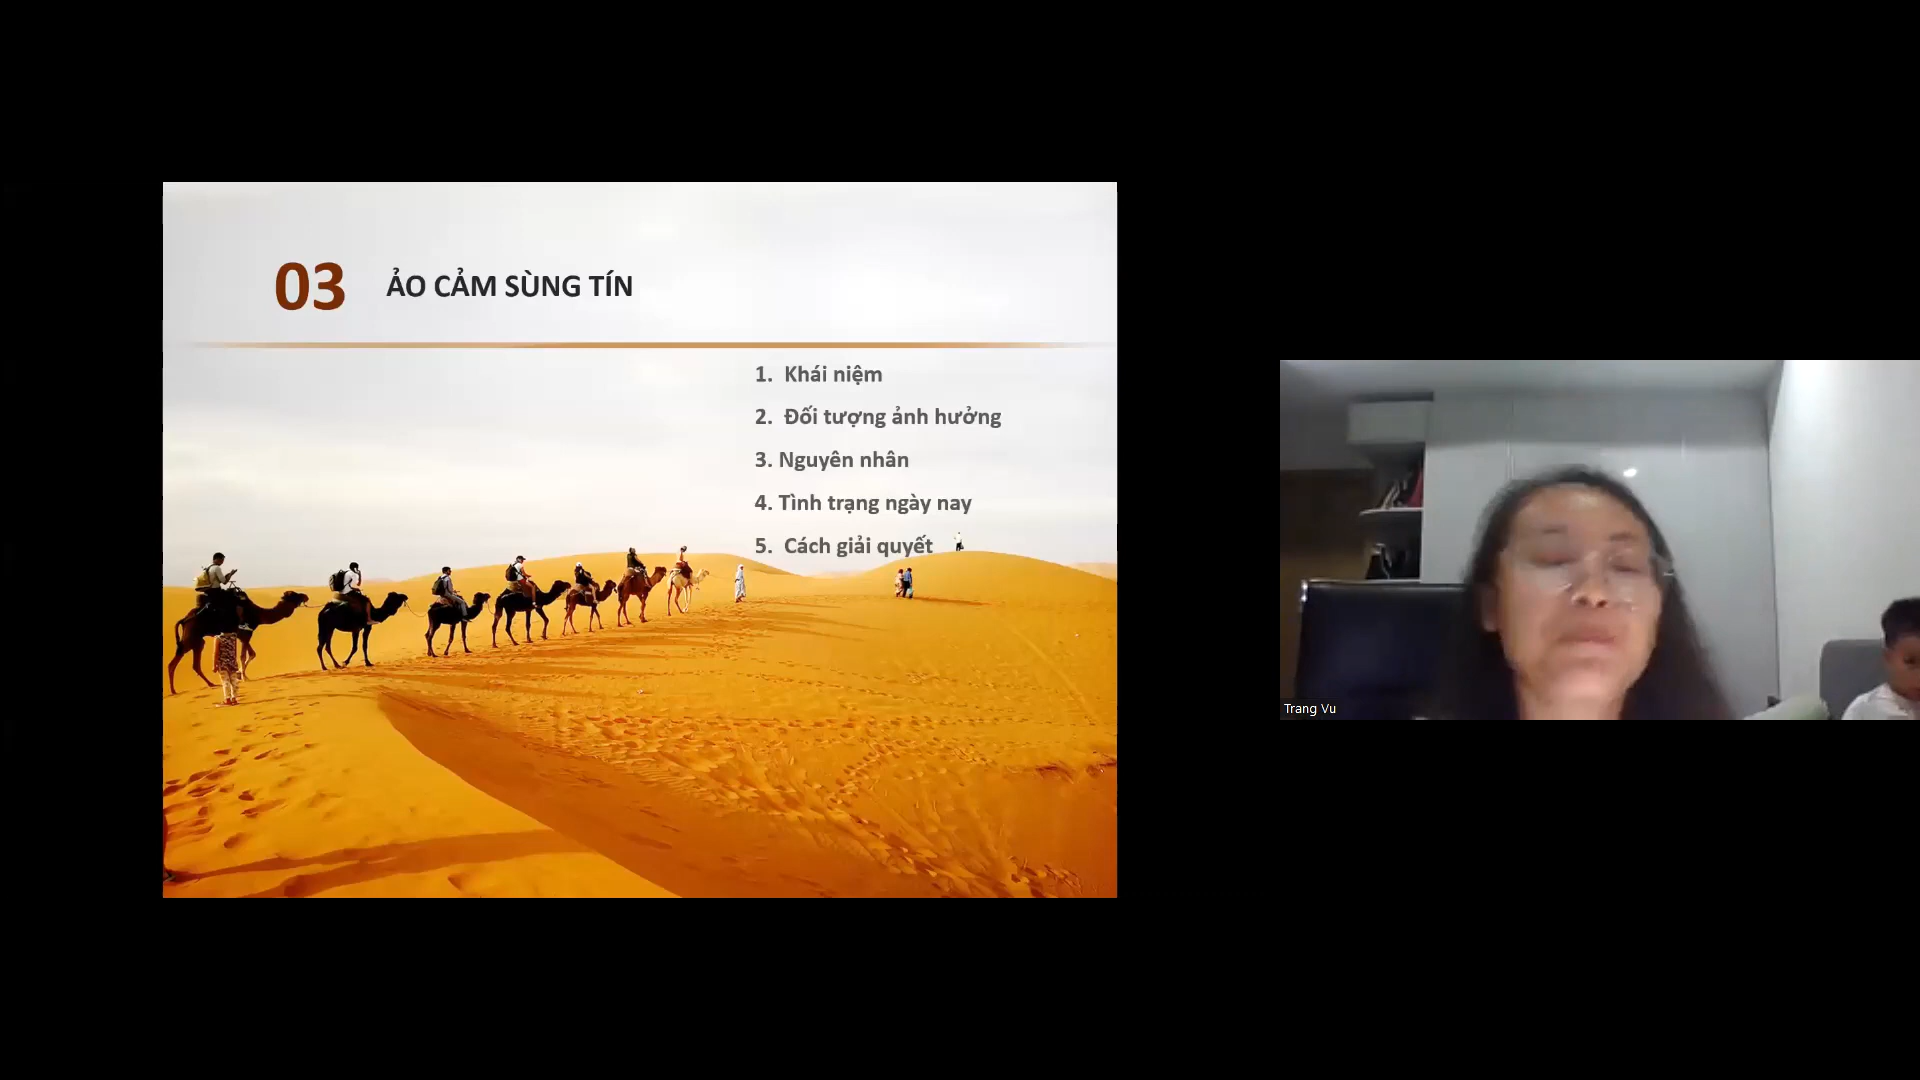 03 ẢO CẢM SÙNG TÍN
1. Khái niệm
2. Đối tượng ảnh hưởng
3. Nguyên nhân
4. Tình trạng ngày nay
5. Cách giải quyết
Trang Vu